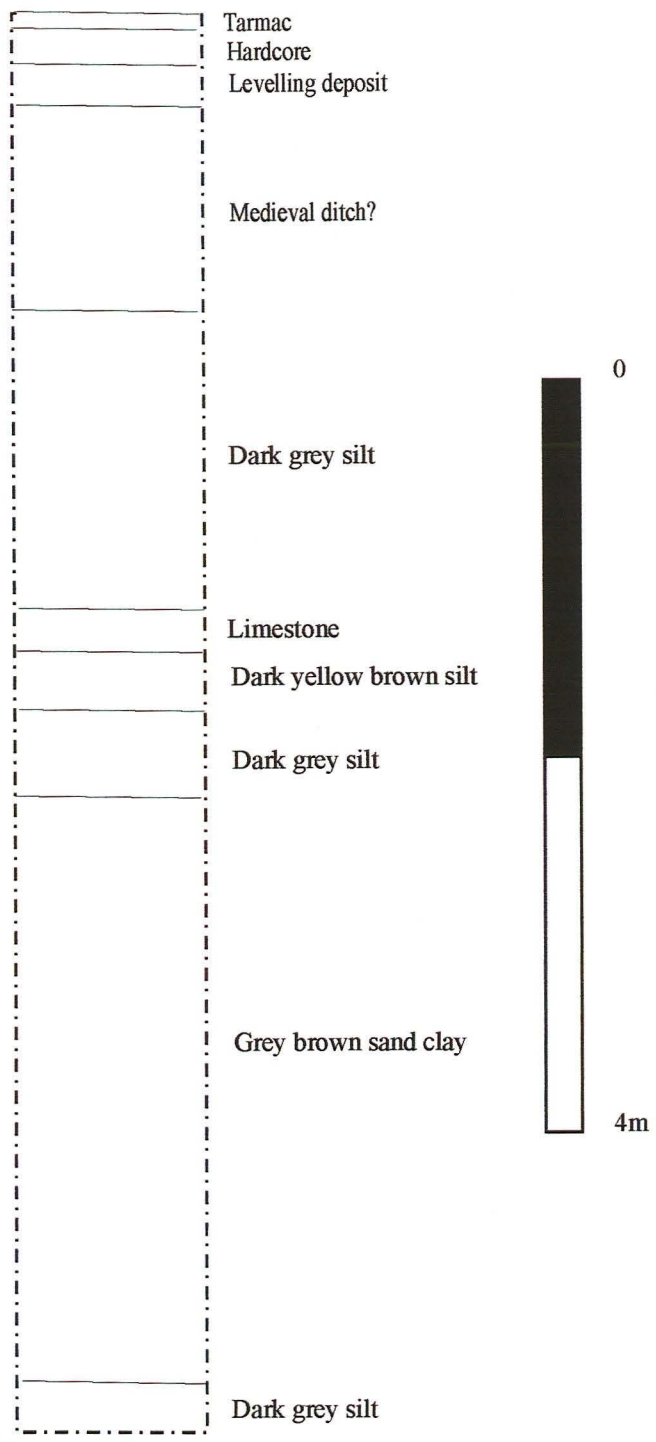 Tarmac
Hardcore
Levelling deposit
Medieval ditch?
0
Dark grey silt
Limestone
Dark yellow brown silt
Dark grey silt
Grey brown sand clay
4m
Dark grey silt